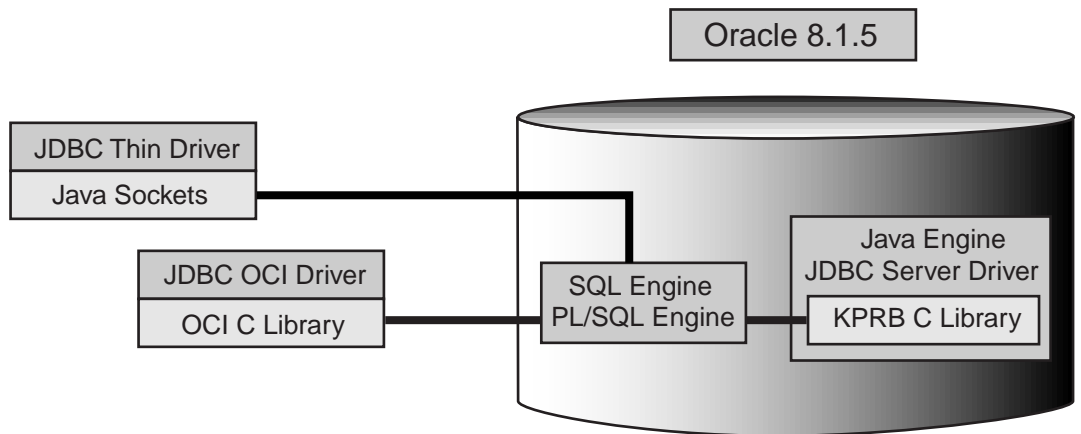 Oracle 8.1.5
JDBC Thin Driver
Java Sockets
JDBC OCI Driver
OCI C Library
SQL Engine
PL/SQL Engine
Java Engine
JDBC Server Driver
KPRB C Library